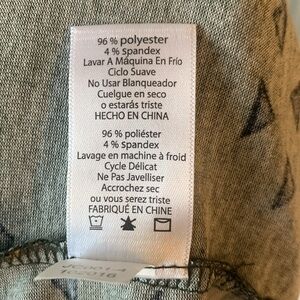 96 % polyester
4 % spandex
Lavar A Máquina En Frío
Ciclo Suave
No Usar Blanqueador
Cuelgue en seco
o estarás triste
HECHO EN CHINA
96 % poliéster
4 % spandex
Lavage en machine à froid
Cycle Délicat
Ne Pas Javelliser
Accrochez sec
ou vous serez triste
FABRIQUÉ EN CHINE